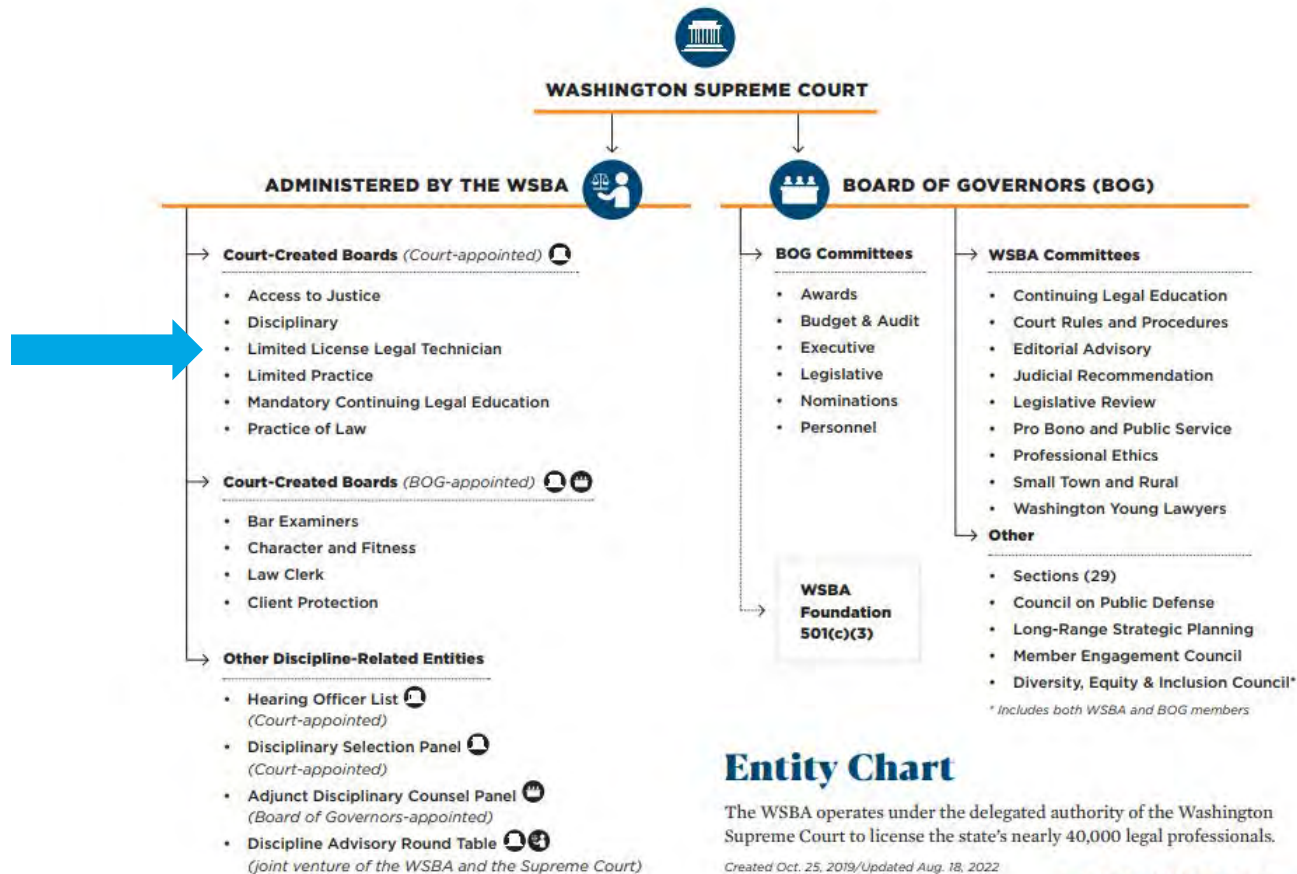 WASHINGTON SUPREME COURT
ADMINISTERED BY THE WSBA
Court-Created Boards (Court-appointed)
• Access to Justice
• Disciplinary
• Limited License Legal Technician
• Limited Practice
• Mandatory Continuing Legal Education
• Practice of Law
Court-Created Boards (BOG-appointed)
• Bar Examiners
• Character and Fitness
• Law Clerk
• Client Protection
Other Discipline-Related Entities
• Hearing Officer List
(Court-appointed)
• Disciplinary Selection Panel
(Court-appointed)
• Adjunct Disciplinary Counsel Panel
(Board of Governors-appointed)
• Discipline Advisory Round Table
(joint venture of the WSBA and the Supreme Court)
BOARD OF GOVERNORS (BOG)
BOG Committees
• Awards
• Budget & Audit
• Executive
• Legislative
• Nominations
• Personnel
WSBA
Foundation
501(c)(3)
WSBA Committees
• Continuing Legal Education
• Court Rules and Procedures
• Editorial Advisory
• Judicial Recommendation
• Legislative Review
• Pro Bono and Public Service
• Professional Ethics
• Small Town and Rural
• Washington Young Lawyers
Other
• Sections (29)
• Council on Public Defense
• Long-Range Strategic Planning
• Member Engagement Council
• Diversity, Equity & Inclusion Council*
* Includes both WSBA and BOG members
Entity Chart
The WSBA operates under the delegated authority of the Washington
Supreme Court to license the state's nearly 40,000 legal professionals.
Created Oct. 25, 2019/Updated Aug. 18, 2022